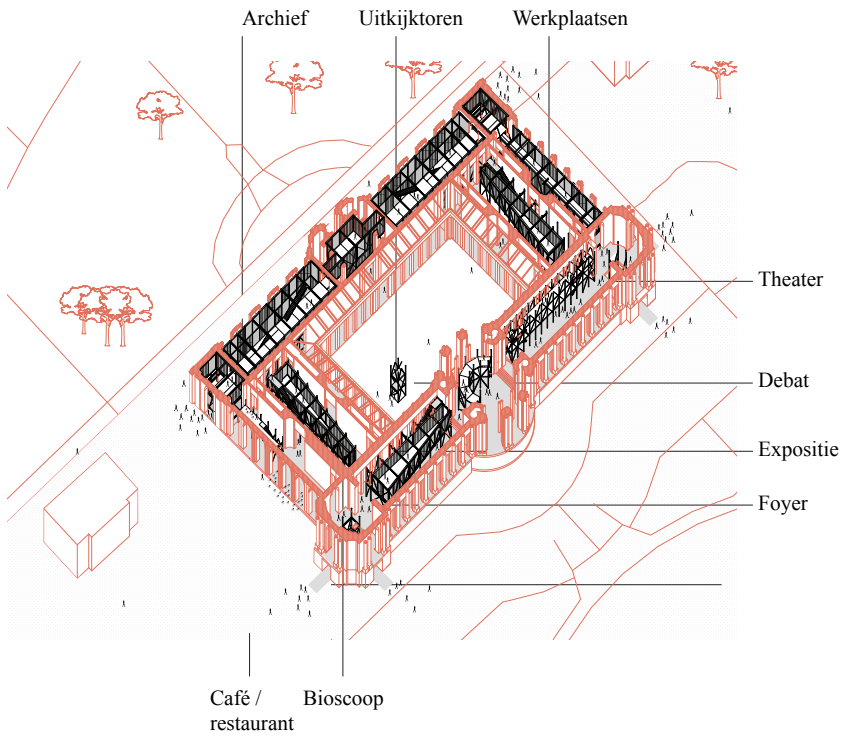 Archief
Uitkijktoren
Werkplaatsen
Theater
Debat
Expositie
Foyer
Café /
restaurant
Bioscoop